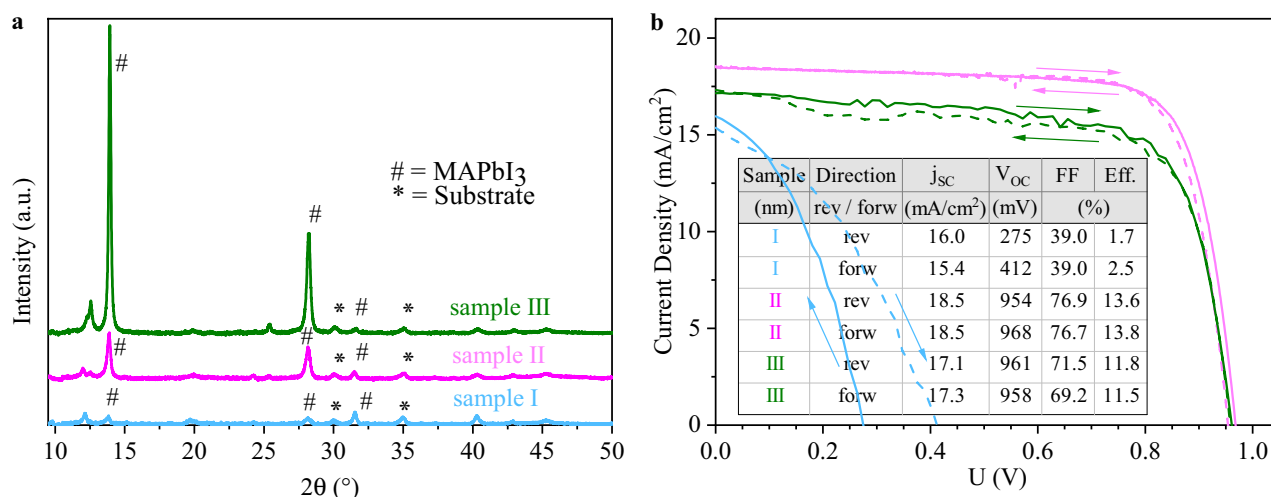 a
Intensity (a.u.)
#
#
# = MAPbI3
* = Substrate
sample III
* # *
#
#
sample II
* # *
#
sample I
# * # *
10 15 20 25 30 35 40 45 50
2θ (°)
b
Current Density (mA/cm2)
20
15
10
5
0
Sample Direction jSC VOC FF Eff.
(nm) rev / forw (mA/cm2) (mV) (%)
I rev 16.0 275 39.0 1.7
I forw 15.4 412 39.0 2.5
II rev 18.5 954 76.9 13.6
II forw 18.5 968 76.7 13.8
III rev 17.1 961 71.5 11.8
III forw 17.3 958 69.2 11.5
0.0 0.2 0.4 0.6 0.8 1.0
U (V)